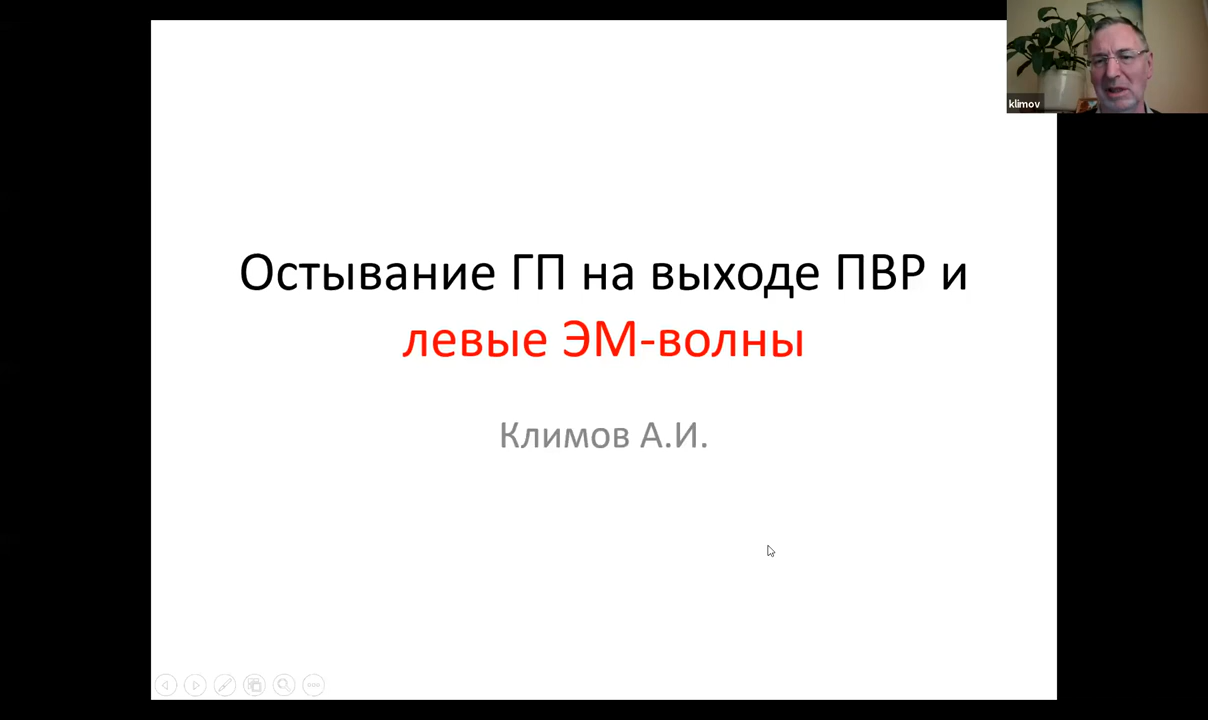 klimov
Остывание ГП на выходе ПВР и
левые ЭМ-волны
Климов А.И.